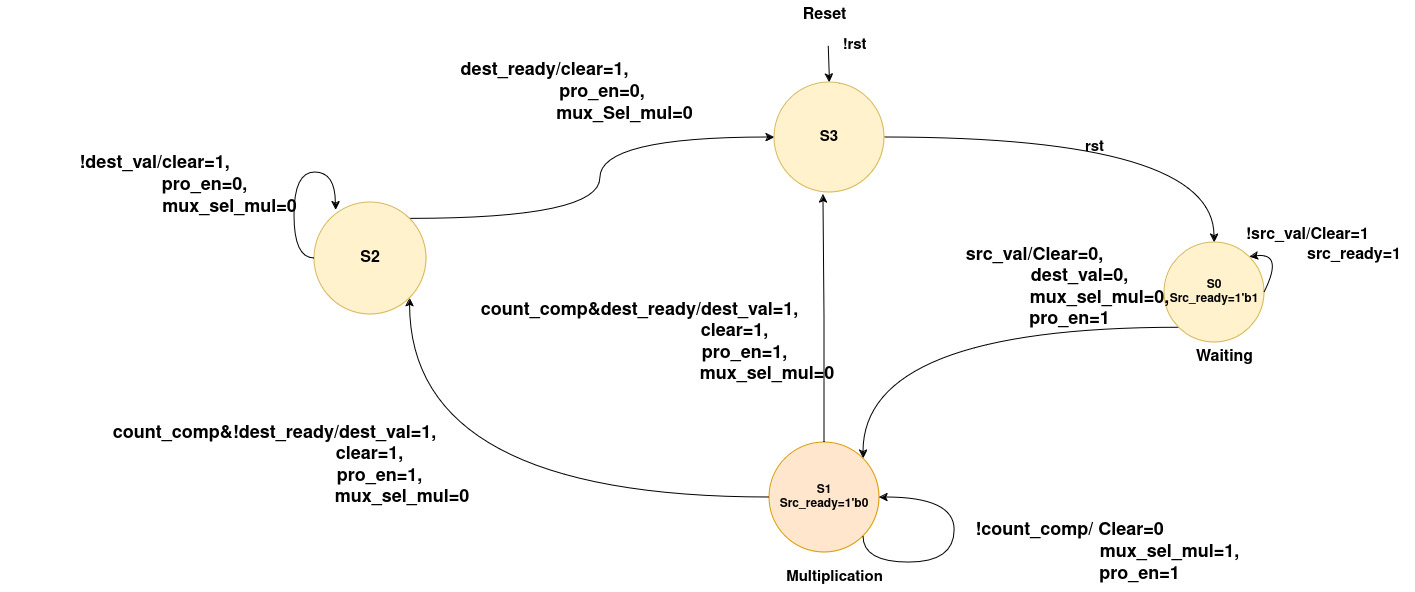 Reset
!rst
dest_ready/clear=1,
pro_en=0,
mux_Sel_mul=0
S3
rst
!dest_val/clear=1,
pro_en=0,
mux_sel_mul=0
S2
!src_val/Clear=1
src_ready=1
src_val/Clear=0,
dest_val=0,
mux_sel_mul=0,
pro_en=1
S0
Src_ready=1'b1
Waiting
count_comp&dest_ready/dest_val=1,
clear=1,
pro_en=1,
mux_sel_mul=0
count_comp&!dest_ready/dest_val=1,
clear=1,
pro_en=1,
mux_sel_mul=0
S1
Src_ready=1'b0
Multiplication
!count_comp/ Clear=0
mux_sel_mul=1,
pro_en=1